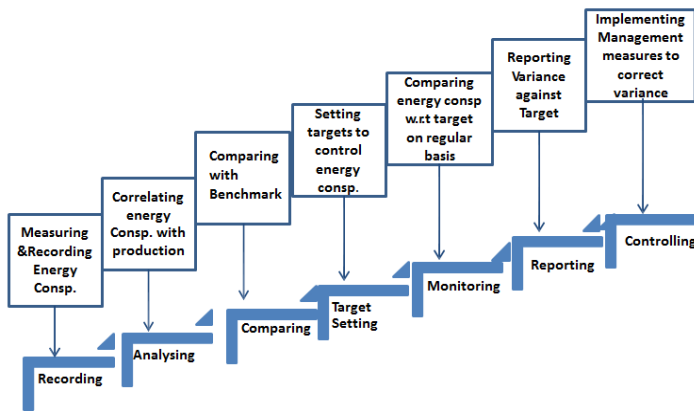 Measuring
&Recording
Energy
Consp.
Correlating
energy
Consp. with
production
Comparing
with
Benchmark
Setting
targets to
control
energy
consp.
Comparing
energy consp
w.r.t target
on regular
basis
Reporting
Variance
against
Target
Implementing
Management
measures to
correct
variance
Recording
Analysing
Comparing
Target
Setting
Monitoring
Reporting
Controlling